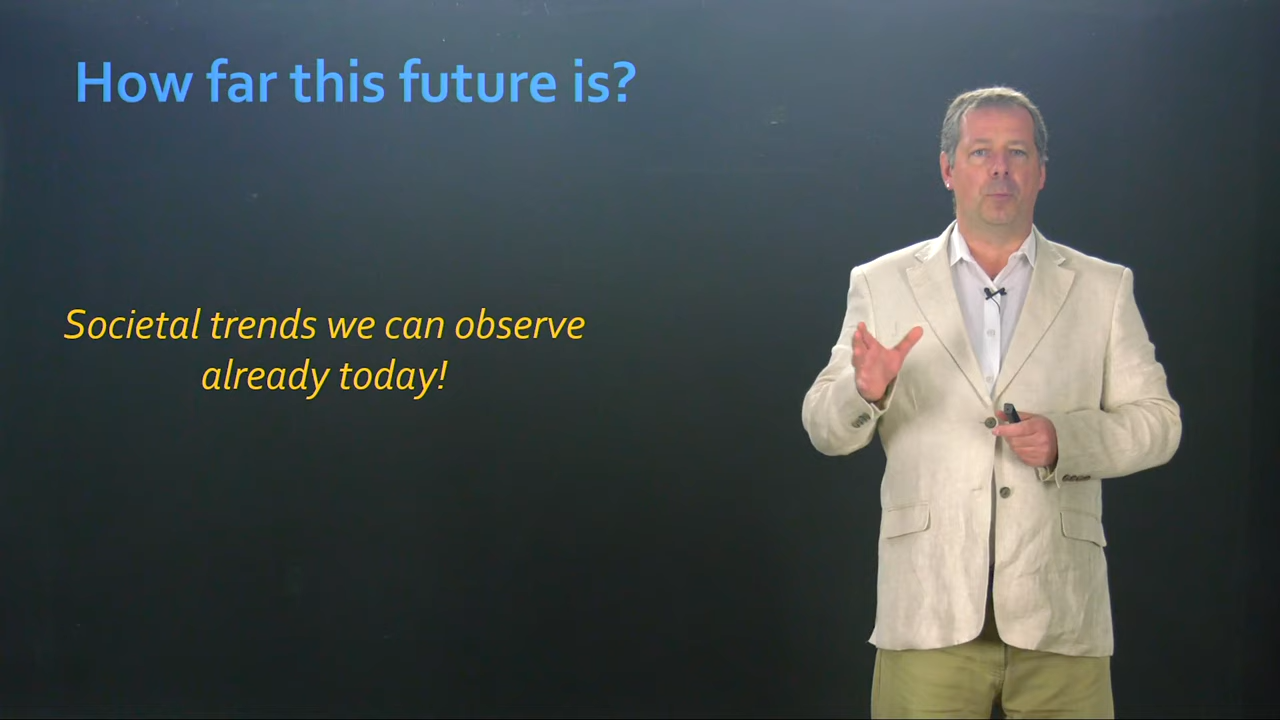 How far this future is?
Societal trends we can observe
already today!